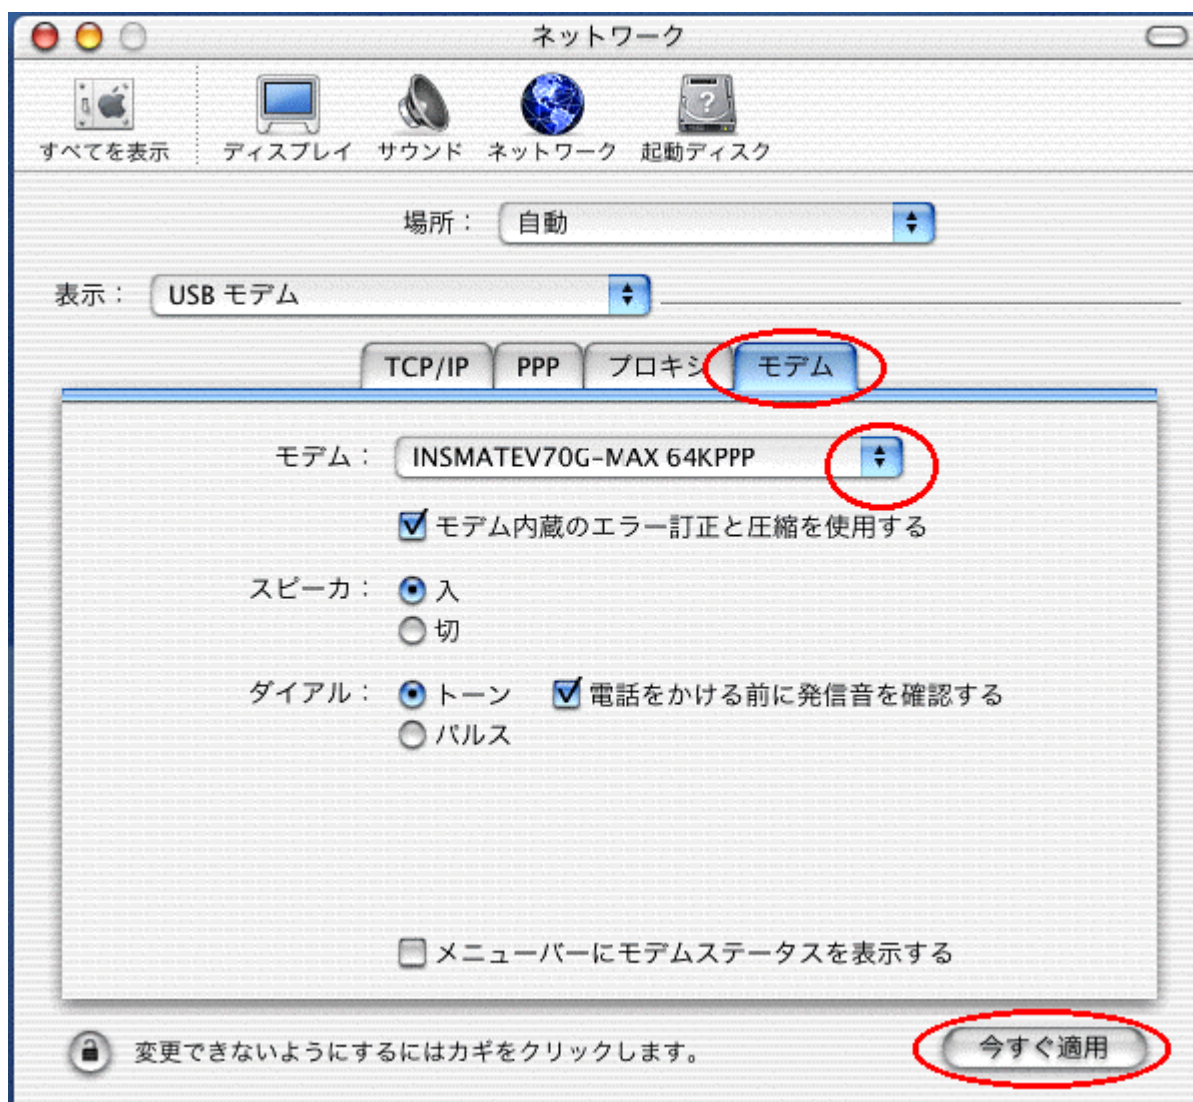 ネットワーク
すべてを表示 ディスプレイ サウンド ネットワーク 起動ディスク
場所： 自動
表示： USB モデム
TCP/IP PPP プロキシ モデム
モデム： INSMATEV70G-MAX 64KPPP
モデム内蔵のエラー訂正と圧縮を使用する
スピーカ： 入
切
ダイアル： トーン 電話をかける前に発信音を確認する
パルス
メニューバーにモデムステータスを表示する
変更できないようにするにはカギをクリックします。 今すぐ適用